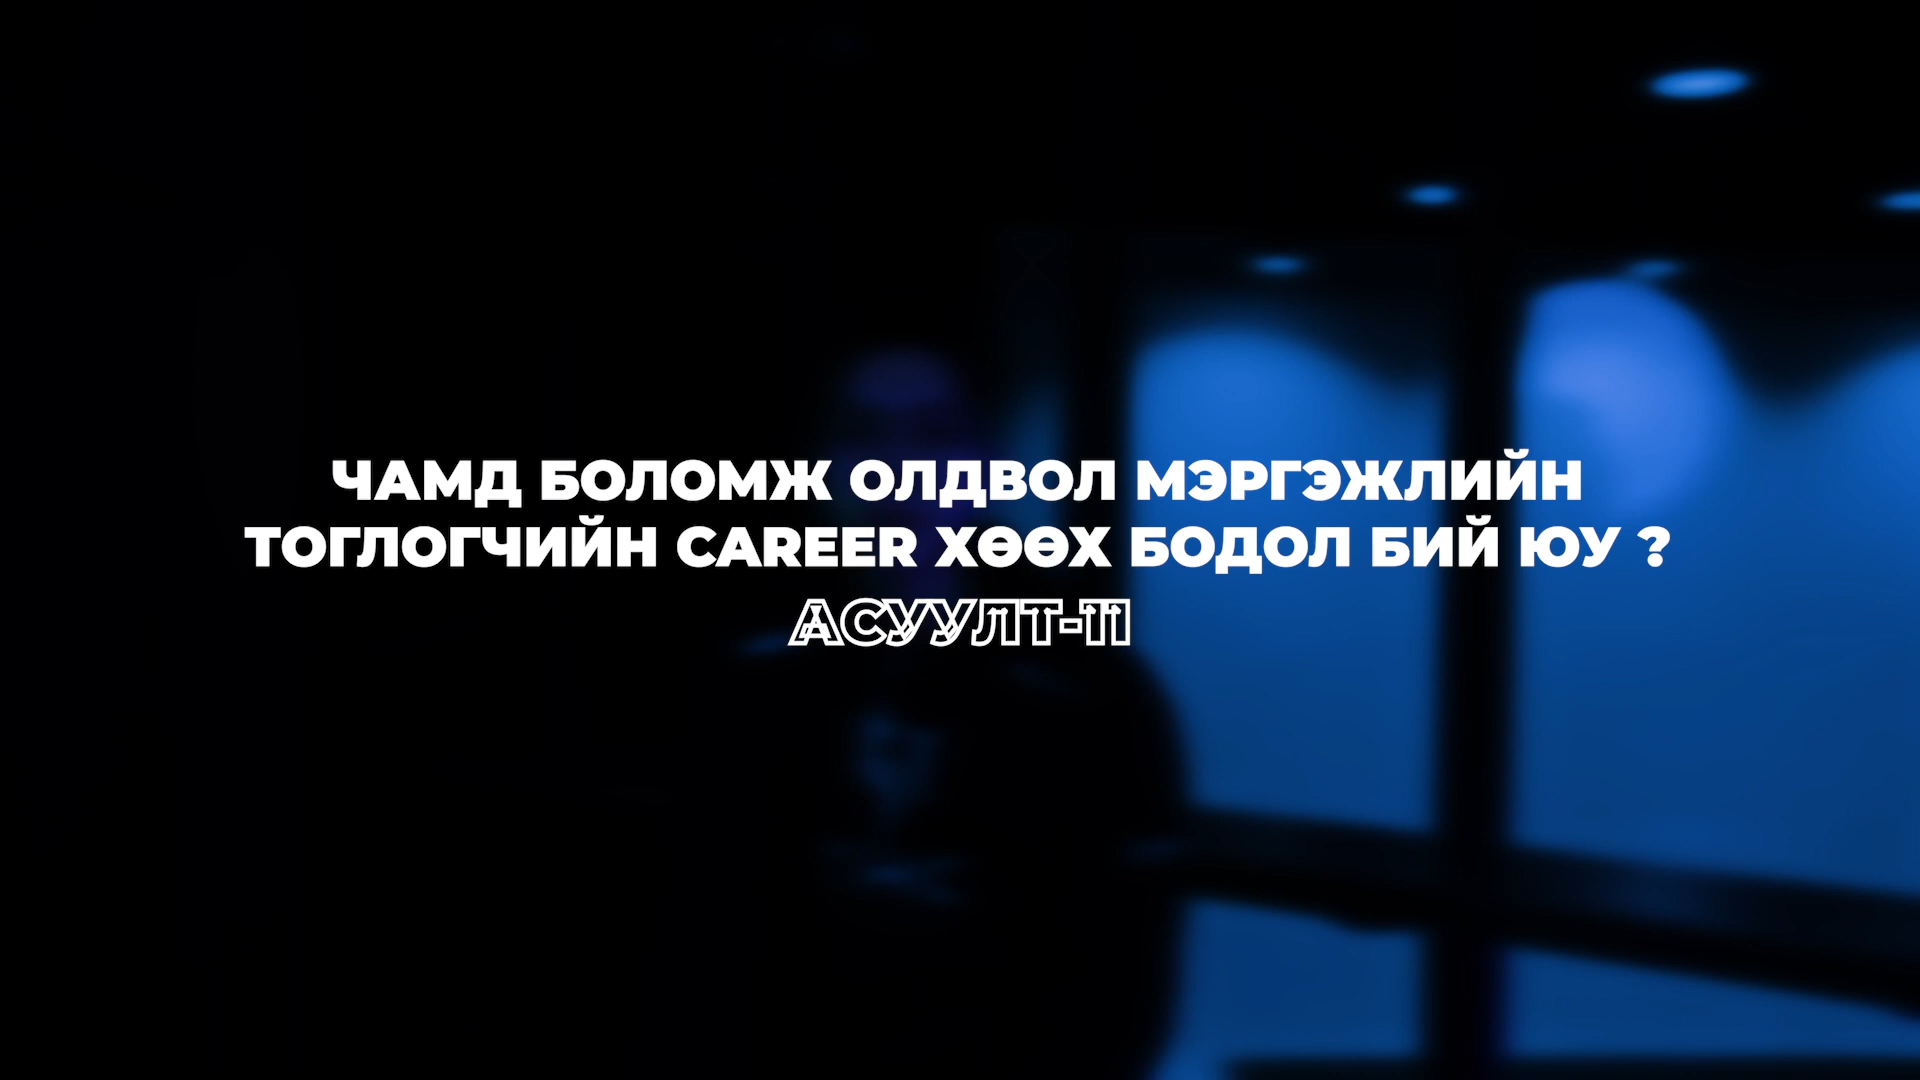 ЧАМД БОЛОМЖ ОЛДВОЛ МЭРГЭЖЛИЙН
ТОГЛОГЧИЙН CAREER ХӨӨХ БОДОЛ БИЙ ЮУ ?
АСУУЛТ-11